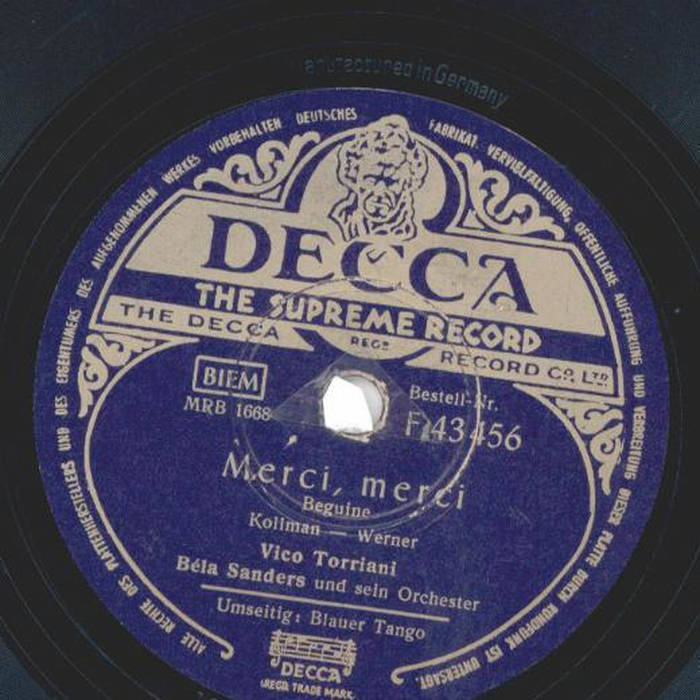 Manufactured in Germany
ALLE RECHTE DES PLATTENHERSTELLERS UND DES EIGENTÜMERS DES AUFGENOMMENEN WERKES VORBEHALTEN DEUTSCHES FABRIKAT. VERVIELFÄLTIGUNG, ÖFFENTLICHE AUFFÜHRUNG UND VERBREITUNG DIESER PLATTE DURCH RUNDFUNK IST UNTERSAGT.
DECCA
THE SUPREME RECORD
THE DECCA REGD RECORD CO. LTD
BIEM
MRB 1668
Bestell-Nr.
F 43456
Merci, merci
Beguine
Kollman — Werner
Vico Torriani
Béla Sanders und sein Orchester
Umseitig: Blauer Tango
DECCA
(REGD. TRADE MARK.